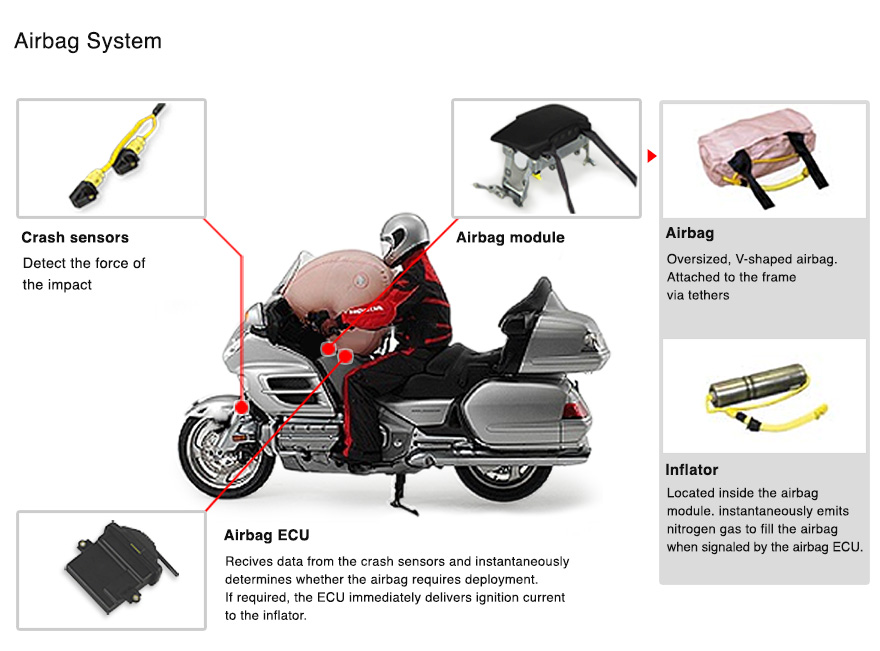 Airbag System
Crash sensors
Detect the force of
the impact
Airbag module
Airbag
Oversized, V-shaped airbag.
Attached to the frame
via tethers
HONDA
Inflator
Located inside the airbag
module. instantaneously emits
nitrogen gas to fill the airbag
when signaled by the airbag ECU.
Airbag ECU
Recives data from the crash sensors and instantaneously
determines whether the airbag requires deployment.
If required, the ECU immediately delivers ignition current
to the inflator.